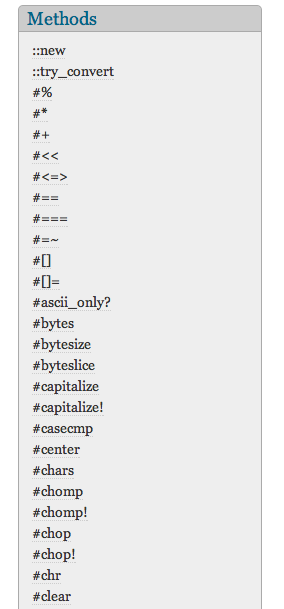 Methods
::new
::try_convert
#%
#*
#+
#<<
#<=>
#==
#===
#=~
#[]
#[]=
#ascii_only?
#bytes
#bytesize
#byteslice
#capitalize
#capitalize!
#casecmp
#center
#chars
#chomp
#chomp!
#chop
#chop!
#chr
#clear